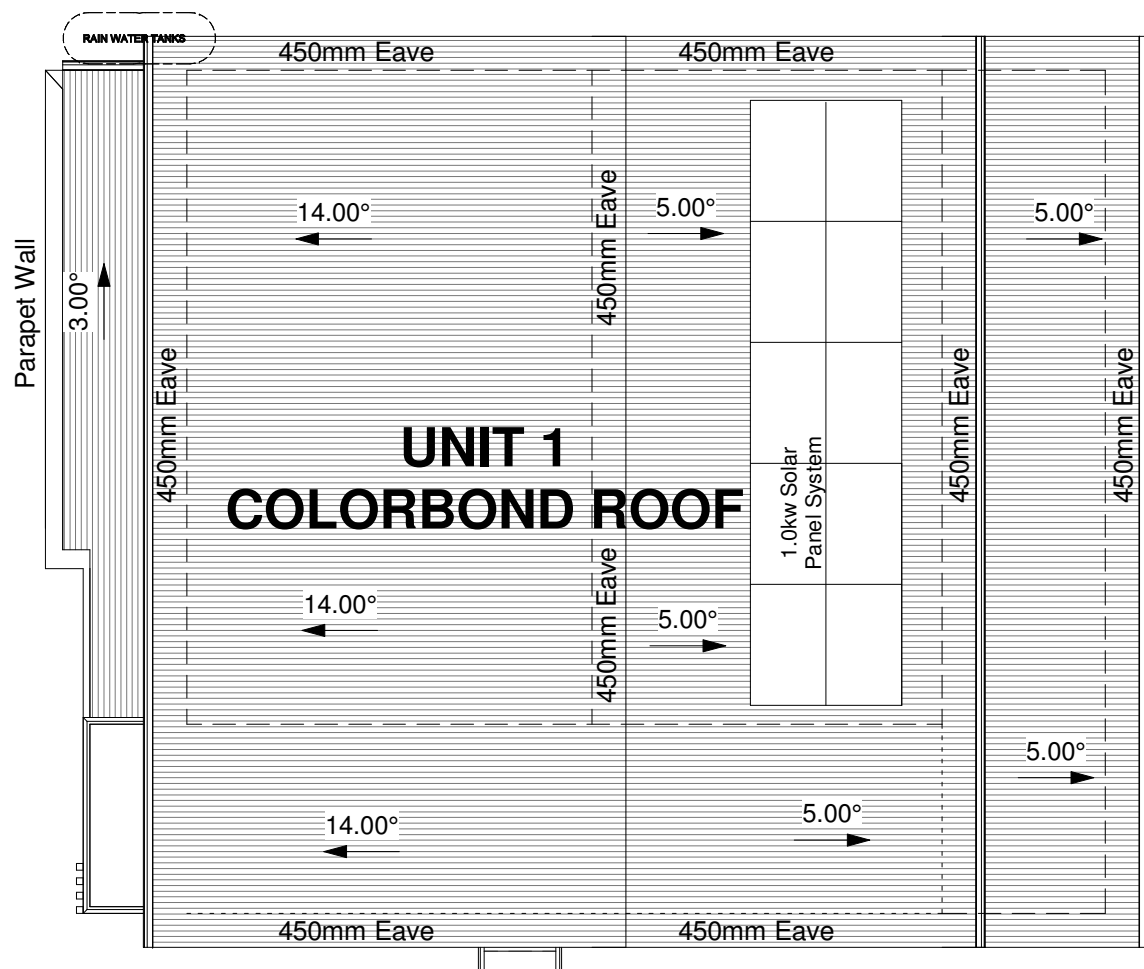 RAIN WATER TANKS
450mm Eave
450mm Eave
14.00°
5.00°
5.00°
450mm Eave
Parapet Wall
3.00°
450mm Eave
450mm Eave
450mm Eave
UNIT 1
COLORBOND ROOF
1.0kw Solar
Panel System
450mm Eave
14.00°
5.00°
5.00°
14.00°
5.00°
450mm Eave
450mm Eave